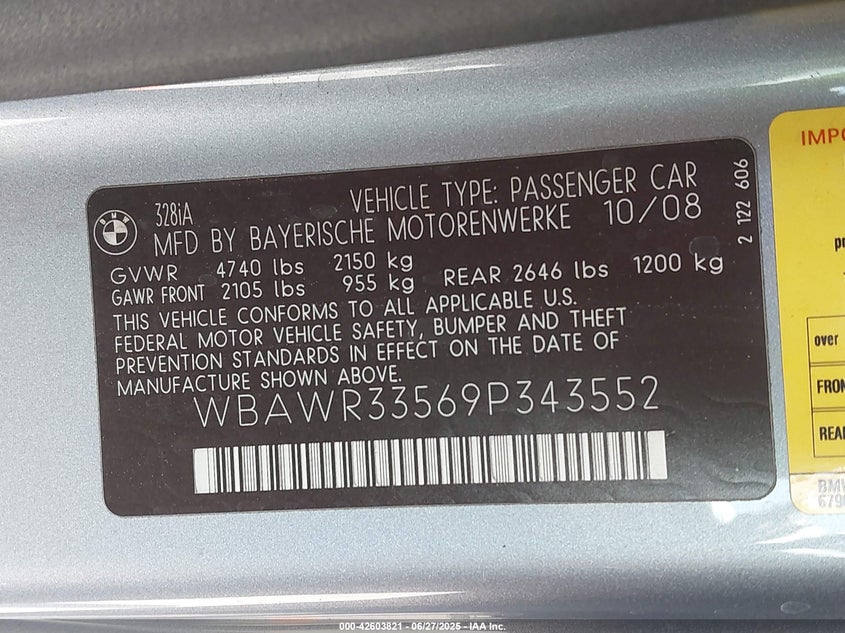 BMW
328iA
VEHICLE TYPE: PASSENGER CAR
MFD BY BAYERISCHE MOTORENWERKE 10/08
GVWR 4740 lbs 2150 kg
GAWR FRONT 2105 lbs 955 kg REAR 2646 lbs 1200 kg
THIS VEHICLE CONFORMS TO ALL APPLICABLE U.S.
FEDERAL MOTOR VEHICLE SAFETY, BUMPER AND THEFT
PREVENTION STANDARDS IN EFFECT ON THE DATE OF
MANUFACTURE SHOWN ABOVE.
WBAWR33569P343552
2 122 606
over
BMW
000-42603821 - 06/27/2025 - IAA Inc.